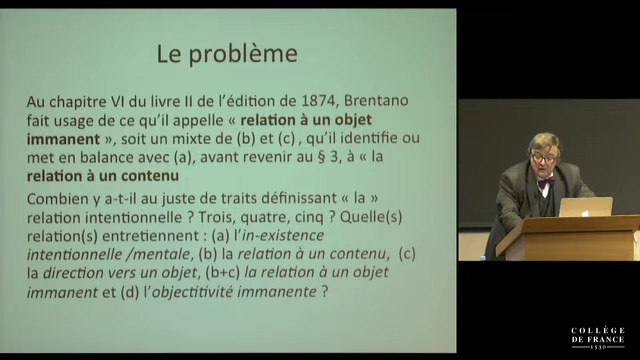 Le problème
Au chapitre VI du livre II de l'édition de 1874, Brentano
fait usage de ce qu'il appelle « relation à un objet
immanent », soit un mixte de (b) et (c), qu'il identifie ou
met en balance avec (a), avant revenir au § 3, à « la
relation à un contenu
Combien y a-t-il au juste de traits définissant « la »
relation intentionnelle ? Trois, quatre, cinq ? Quelle(s)
relation(s) entretiennent : (a) l'in-existence
intentionnelle /mentale, (b) la relation à un contenu, (c)
la direction vers un objet, (b+c) la relation à un objet
immanent et (d) l'objectitivité immanente ?
COLLÈGE
DE FRANCE
1530